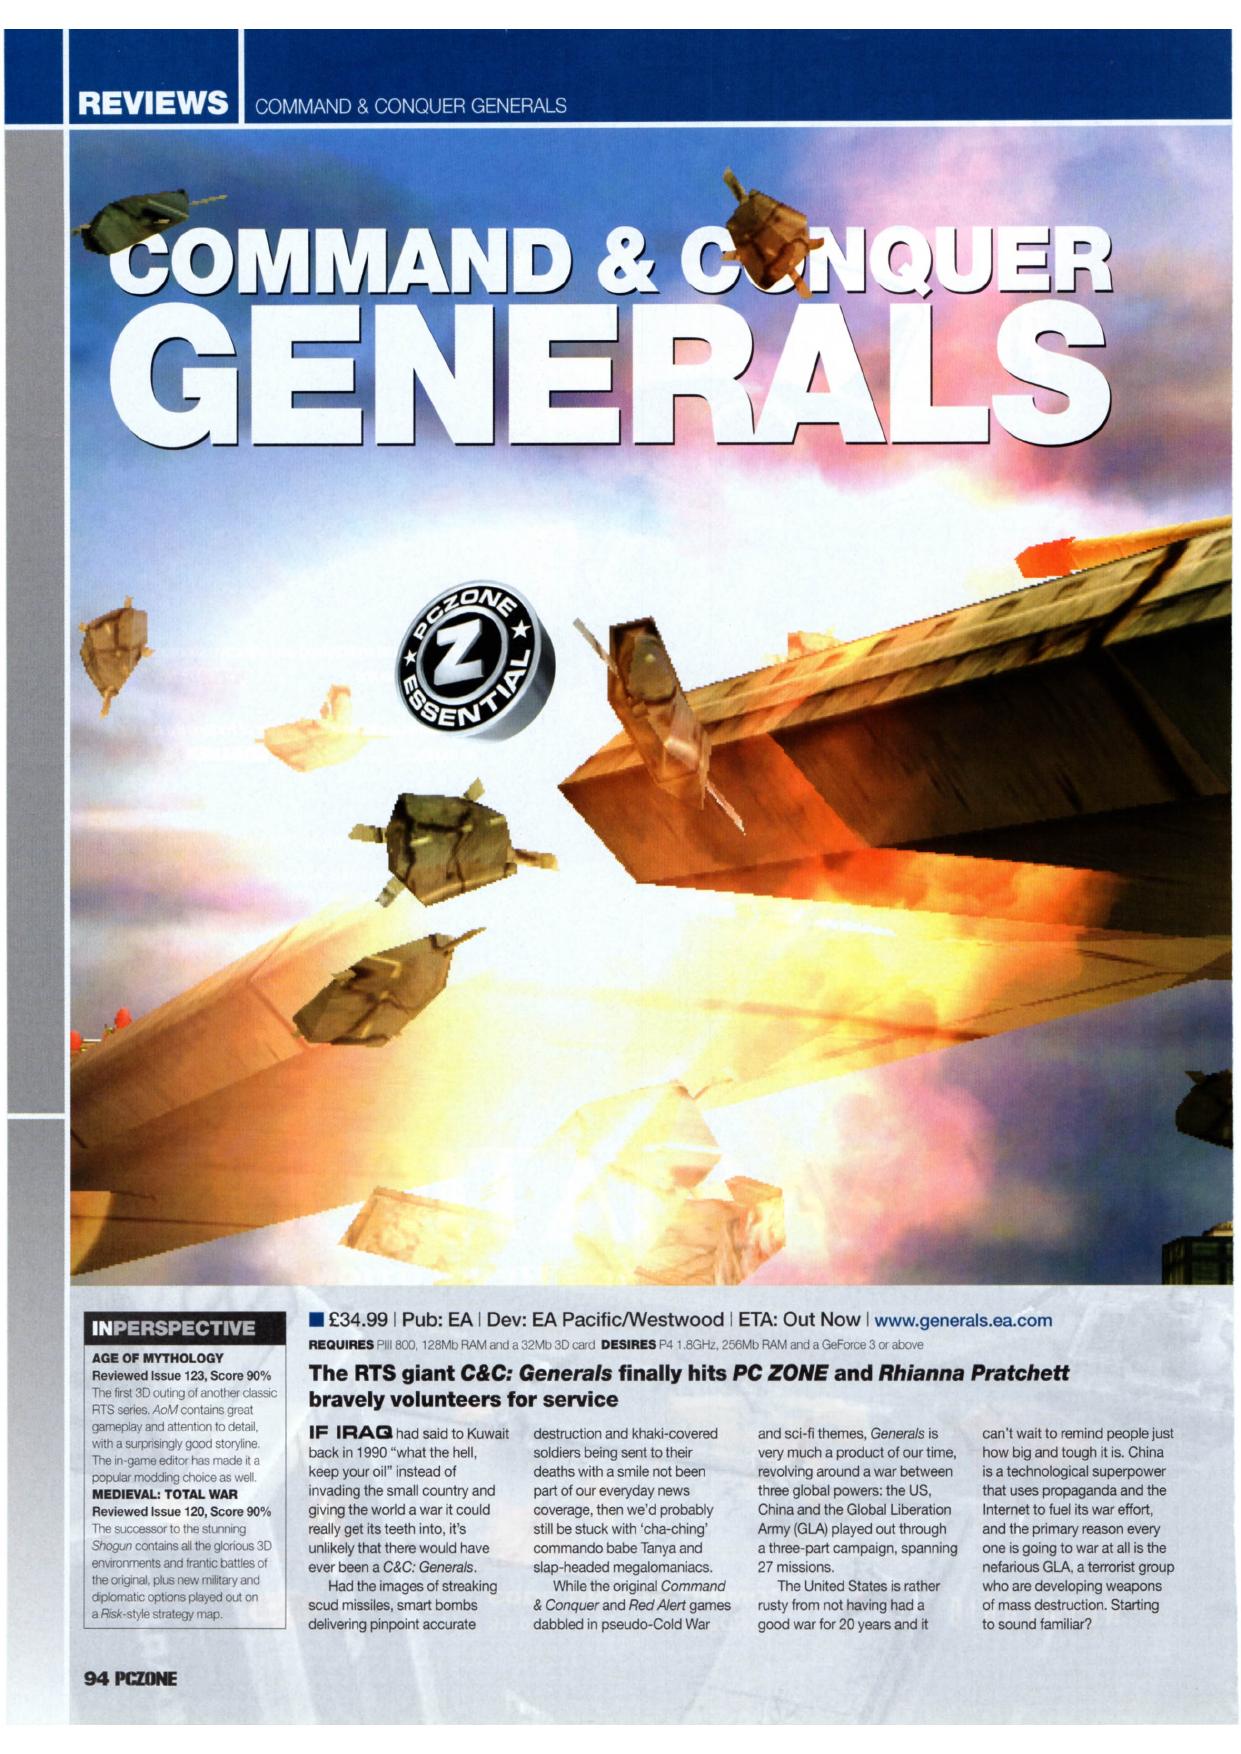 REVIEWS
COMMAND & CONQUER GENERALS
COMMAND & CONQUER
GENERALS
PCZONE
Z
ESSENTIAL
INPERSPECTIVE
AGE OF MYTHOLOGY
Reviewed Issue 123, Score 90%
The first 3D outing of another classic
RTS series. AoM contains great
gameplay and attention to detail,
with a surprisingly good storyline.
The in-game editor has made it a
popular modding choice as well.
MEDIEVAL: TOTAL WAR
Reviewed Issue 120, Score 90%
The successor to the stunning
Shogun contains all the glorious 3D
environments and frantic battles of
the original, plus new military and
diplomatic options played out on
a Risk-style strategy map.
£34.99 | Pub: EA | Dev: EA Pacific/Westwood | ETA: Out Now | www.generals.ea.com
REQUIRES PIII 800, 128Mb RAM and a 32Mb 3D card DESIRES P4 1.8GHz, 256Mb RAM and a GeForce 3 or above
The RTS giant C&C: Generals finally hits PC ZONE and Rhianna Pratchett
bravely volunteers for service
IF IRAQ had said to Kuwait
back in 1990 “what the hell,
keep your oil” instead of
invading the small country and
giving the world a war it could
really get its teeth into, it’s
unlikely that there would have
ever been a C&C: Generals.
Had the images of streaking
scud missiles, smart bombs
delivering pinpoint accurate
destruction and khaki-covered
soldiers being sent to their
deaths with a smile not been
part of our everyday news
coverage, then we’d probably
still be stuck with ‘cha-ching’
commando babe Tanya and
slap-headed megalomaniacs.
While the original Command
& Conquer and Red Alert games
dabbled in pseudo-Cold War
and sci-fi themes, Generals is
very much a product of our time,
revolving around a war between
three global powers: the US,
China and the Global Liberation
Army (GLA) played out through
a three-part campaign, spanning
27 missions.
The United States is rather
rusty from not having had a
good war for 20 years and it
can’t wait to remind people just
how big and tough it is. China
is a technological superpower
that uses propaganda and the
Internet to fuel its war effort,
and the primary reason every
one is going to war at all is the
nefarious GLA, a terrorist group
who are developing weapons
of mass destruction. Starting
to sound familiar?
94 PCZONE